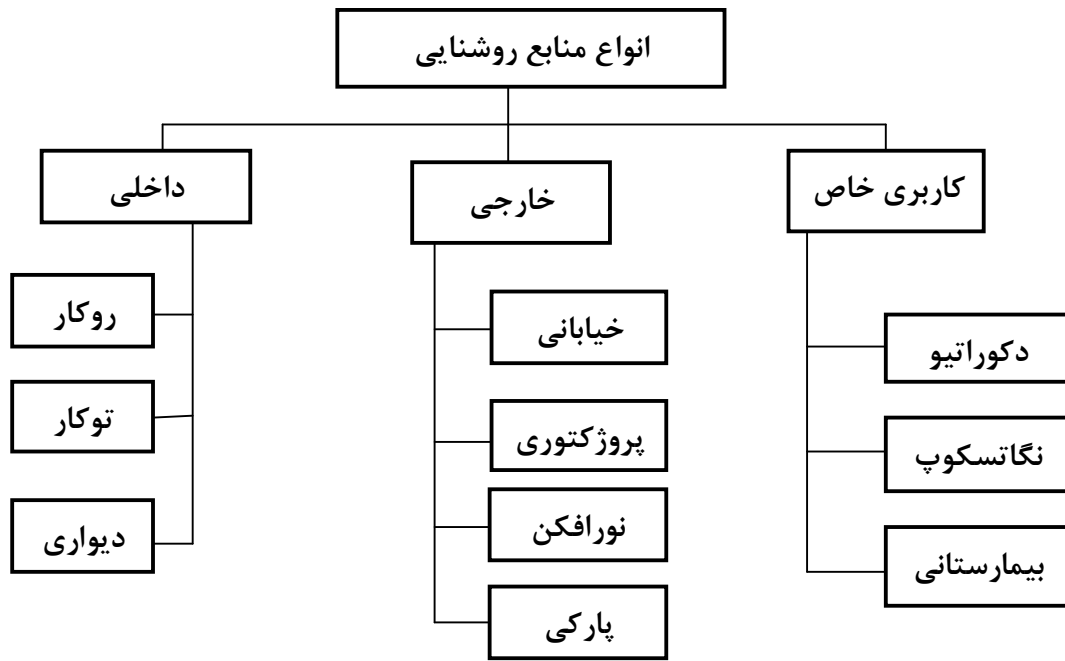 انواع منابع روشنایی
کاربری خاص
خارجی
داخلی
دکوراتیو
نگاتسکوپ
بیمارستانی
خیابانی
پروژکتوری
نورافکن
پارکی
روکار
توکار
دیواری